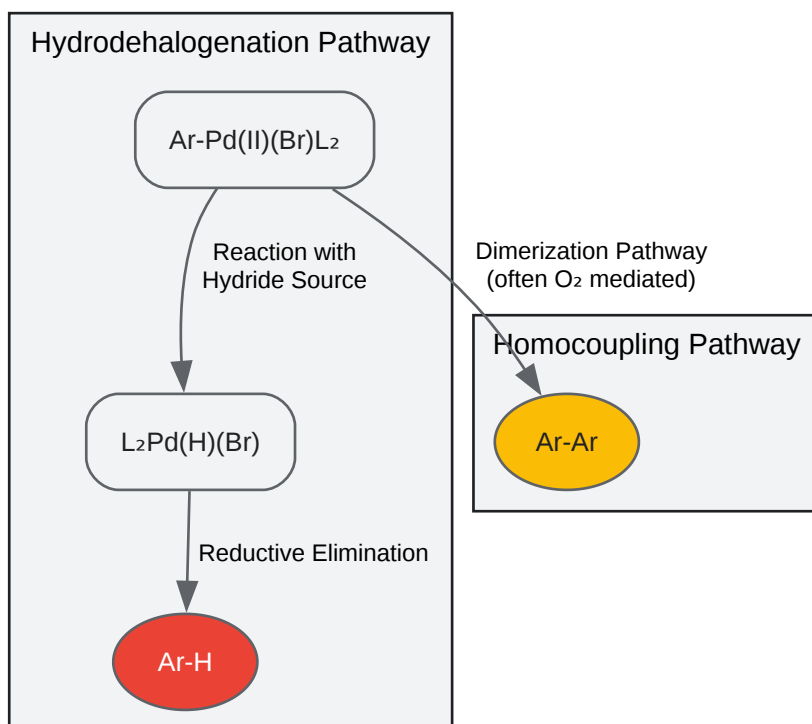 Hydrodehalogenation Pathway
Ar-Pd(II)(Br)L₂
Reaction with
Hydride Source
Dimerization Pathway
(often O₂ mediated)
Homocoupling Pathway
L₂Pd(H)(Br)
Ar-Ar
Reductive Elimination
Ar-H